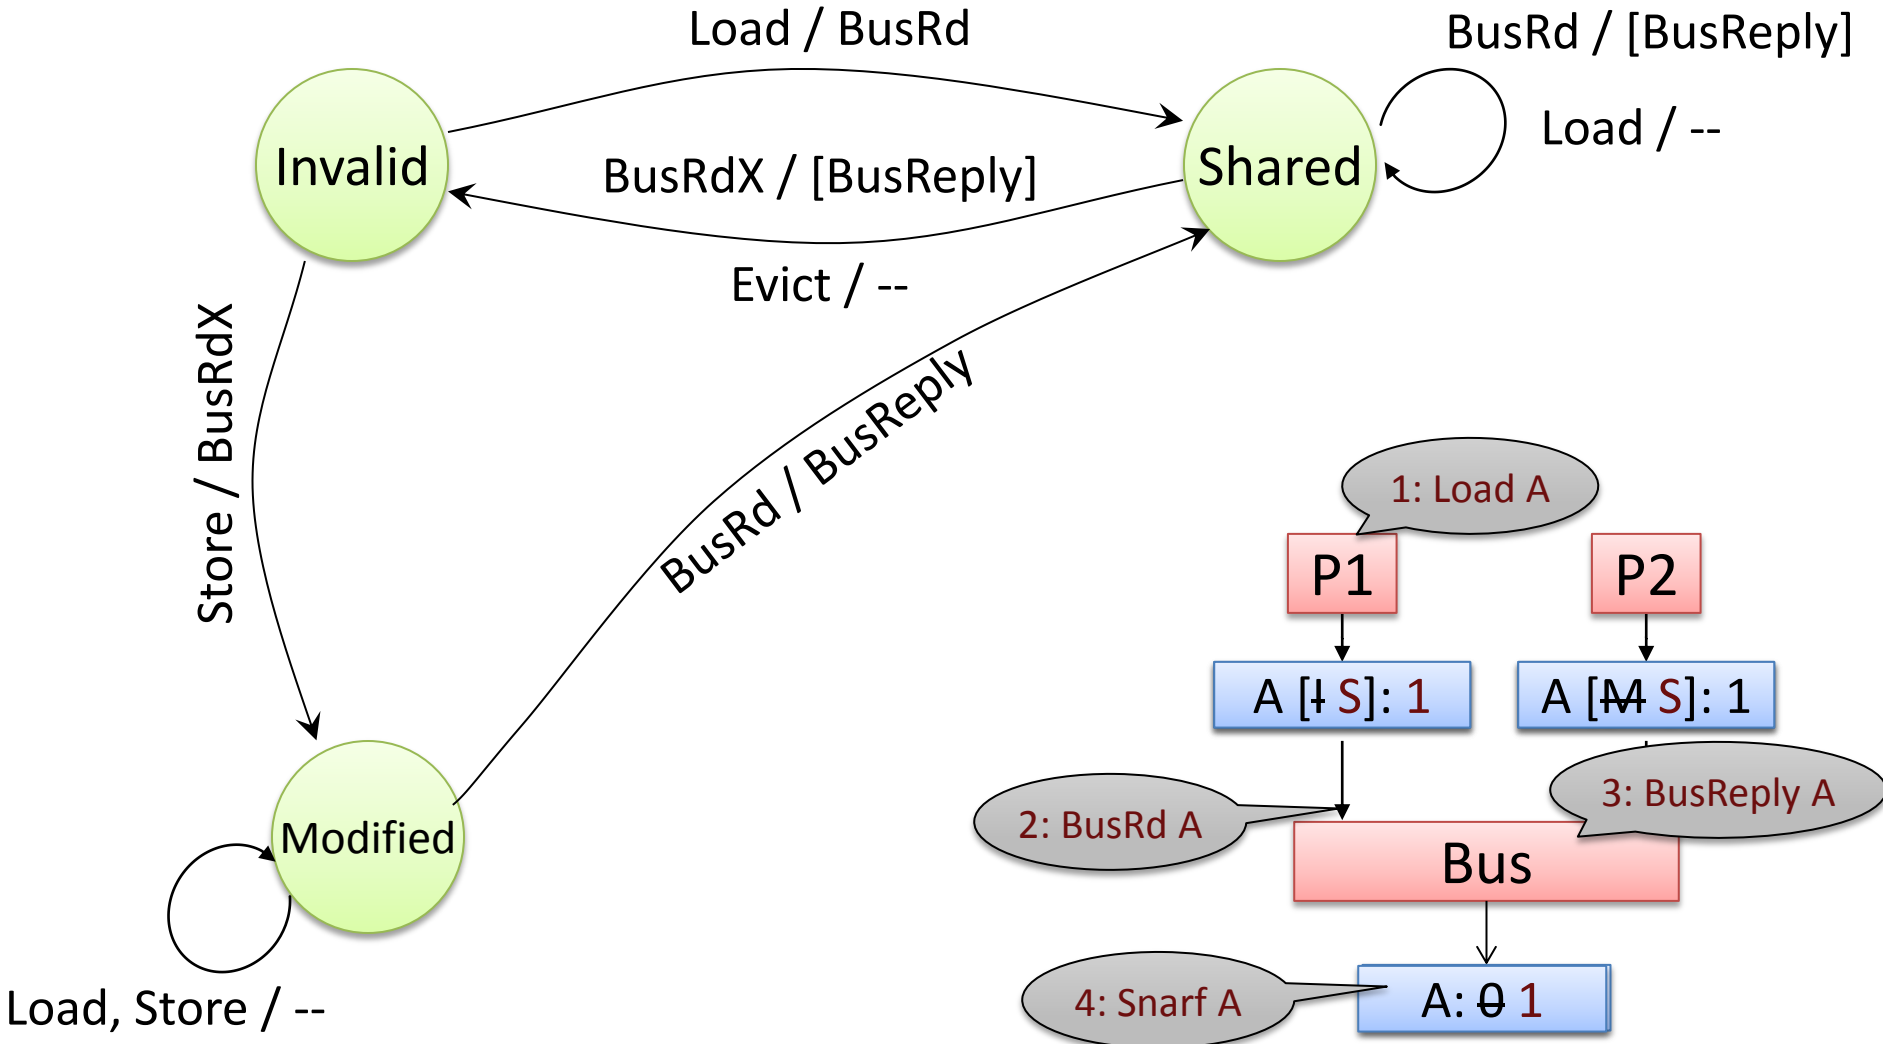 Load / BusRd
BusRd / [BusReply]
Load / --
Invalid
BusRdX / [BusReply]
Shared
Evict / --
Store / BusRdX
BusRd / BusReply
Modified
Load, Store / --
1: Load A
P1
P2
A [I S]: 1
A [M S]: 1
2: BusRd A
3: BusReply A
Bus
4: Snarf A
A: 0 1